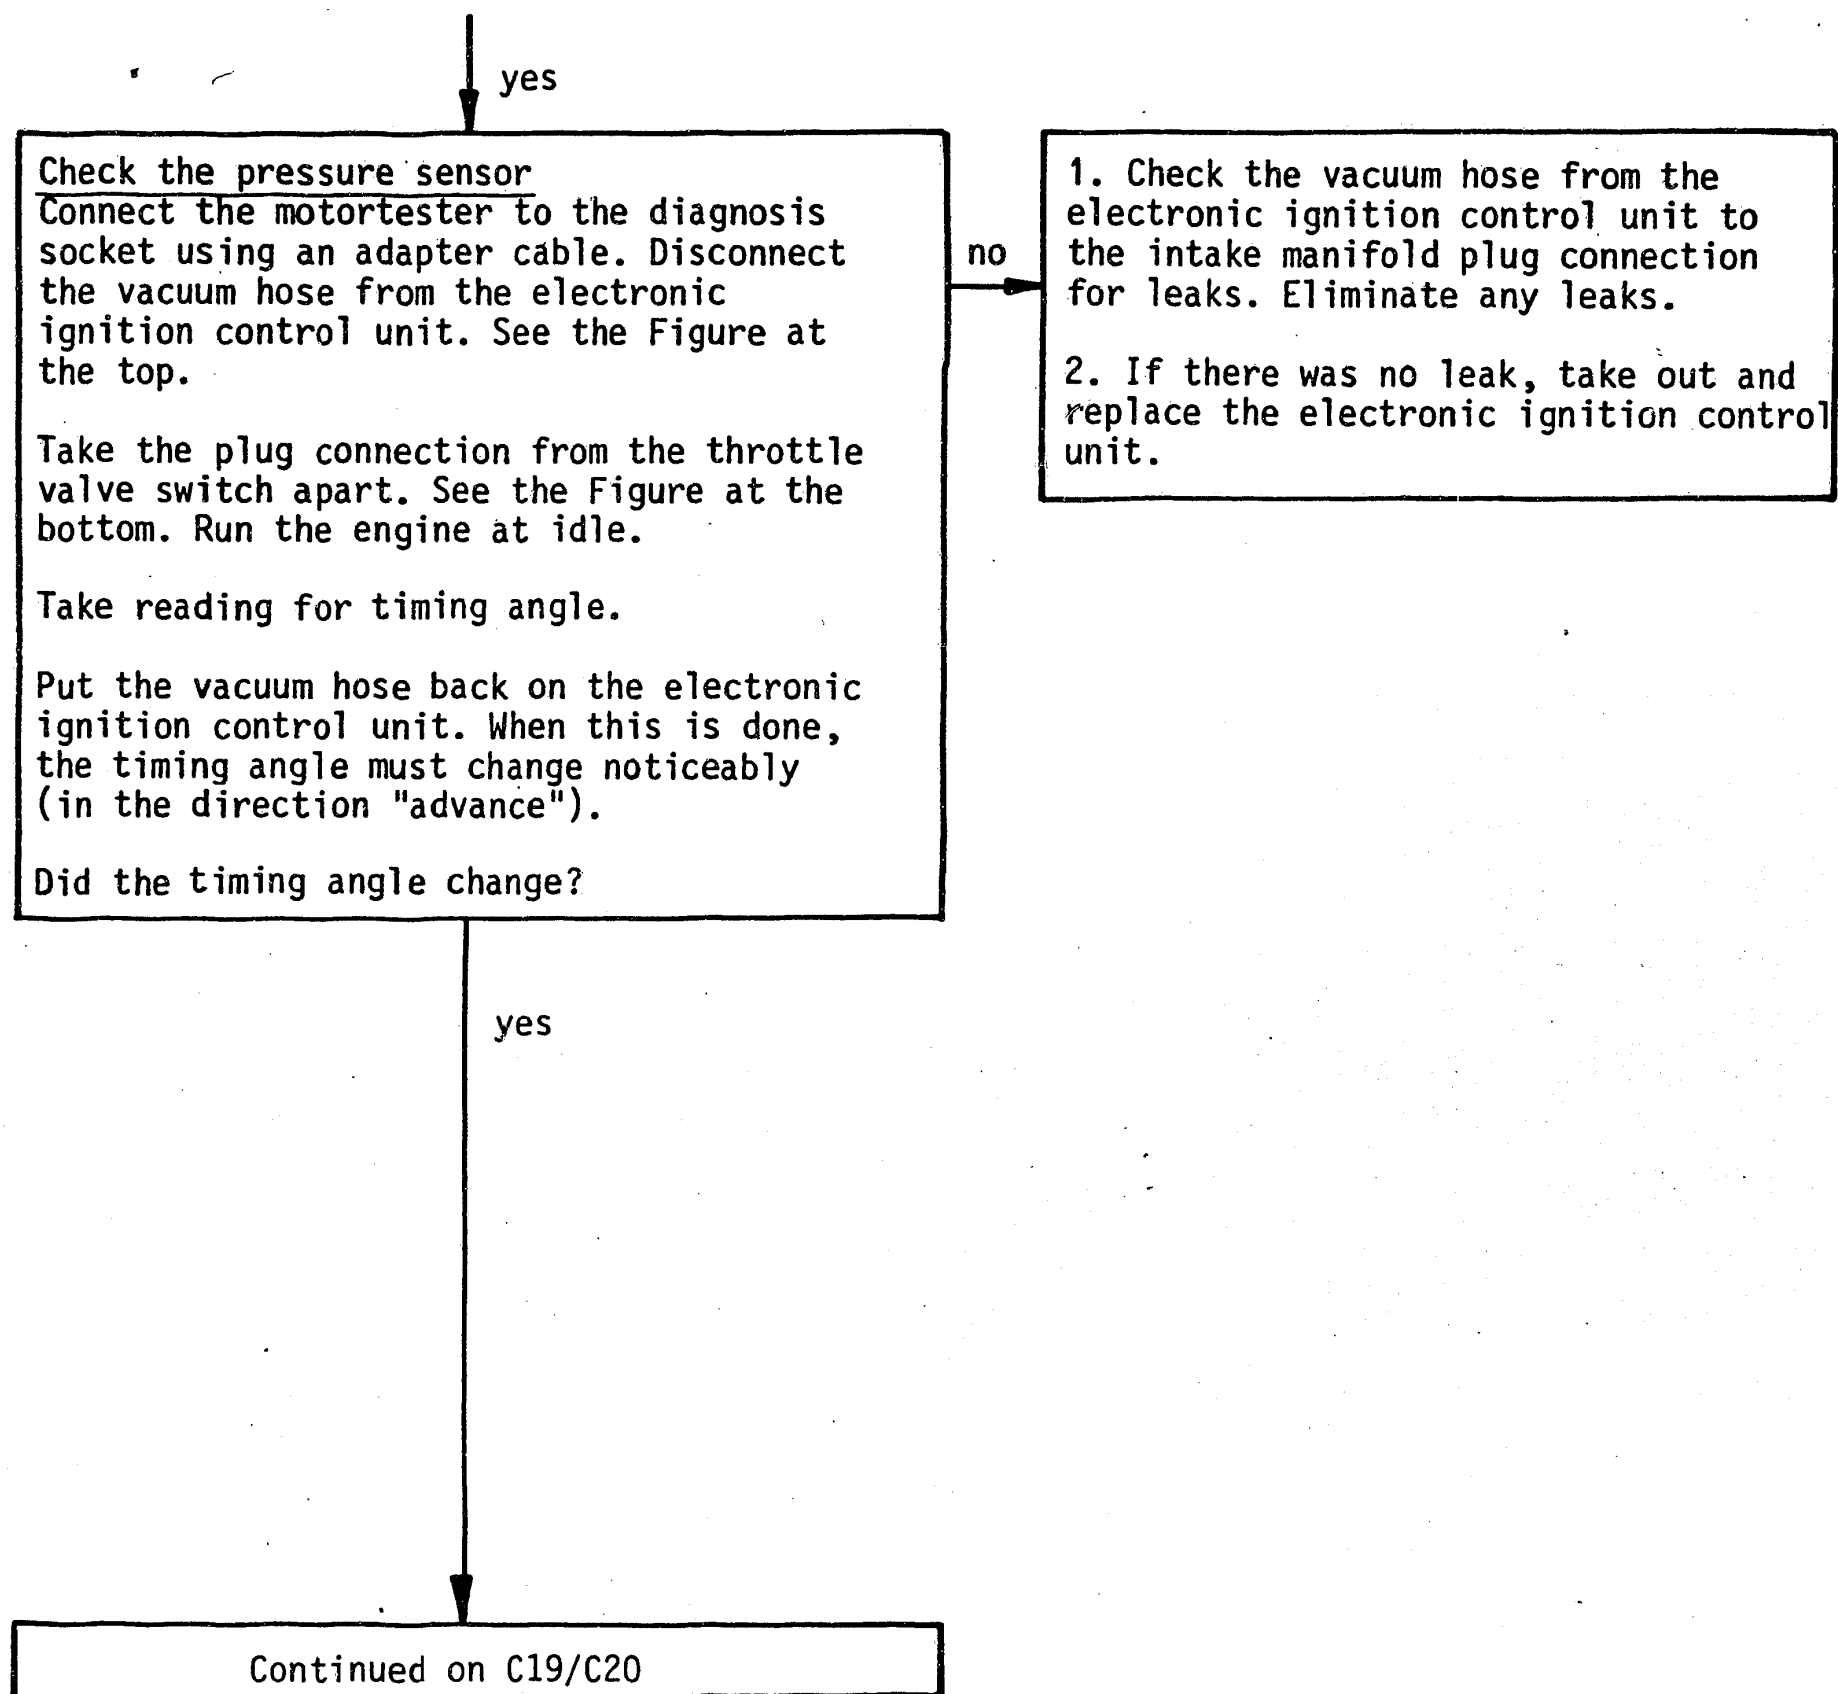 yes
Check the pressure sensor
Connect the motortester to the diagnosis
socket using an adapter cable. Disconnect
the vacuum hose from the electronic
ignition control unit. See the Figure at
the top.
Take the plug connection from the throttle
valve switch apart. See the Figure at the
bottom. Run the engine at idle.
Take reading for timing angle.
Put the vacuum hose back on the electronic
ignition control unit. When this is done,
the timing angle must change noticeably
(in the direction "advance").
Did the timing angle change?
no
1. Check the vacuum hose from the
electronic ignition control unit to
the intake manifold plug connection
for leaks. Eliminate any leaks.
2. If there was no leak, take out and
replace the electronic ignition control
unit.
yes
Continued on C19/C20